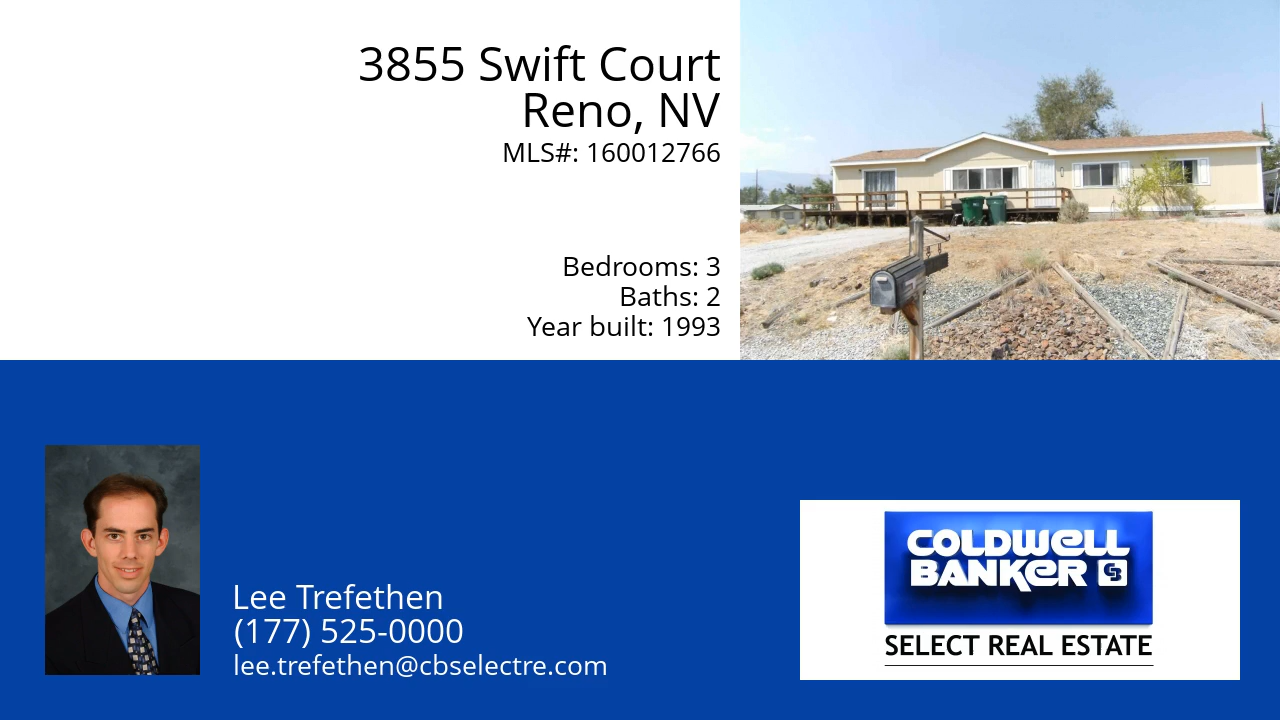 3855 Swift Court
Reno, NV
MLS#: 160012766
Bedrooms: 3
Baths: 2
Year built: 1993
Lee Trefethen
(177) 525-0000
lee.trefethen@cbselectre.com
COLDWELL
BANKER CB
SELECT REAL ESTATE